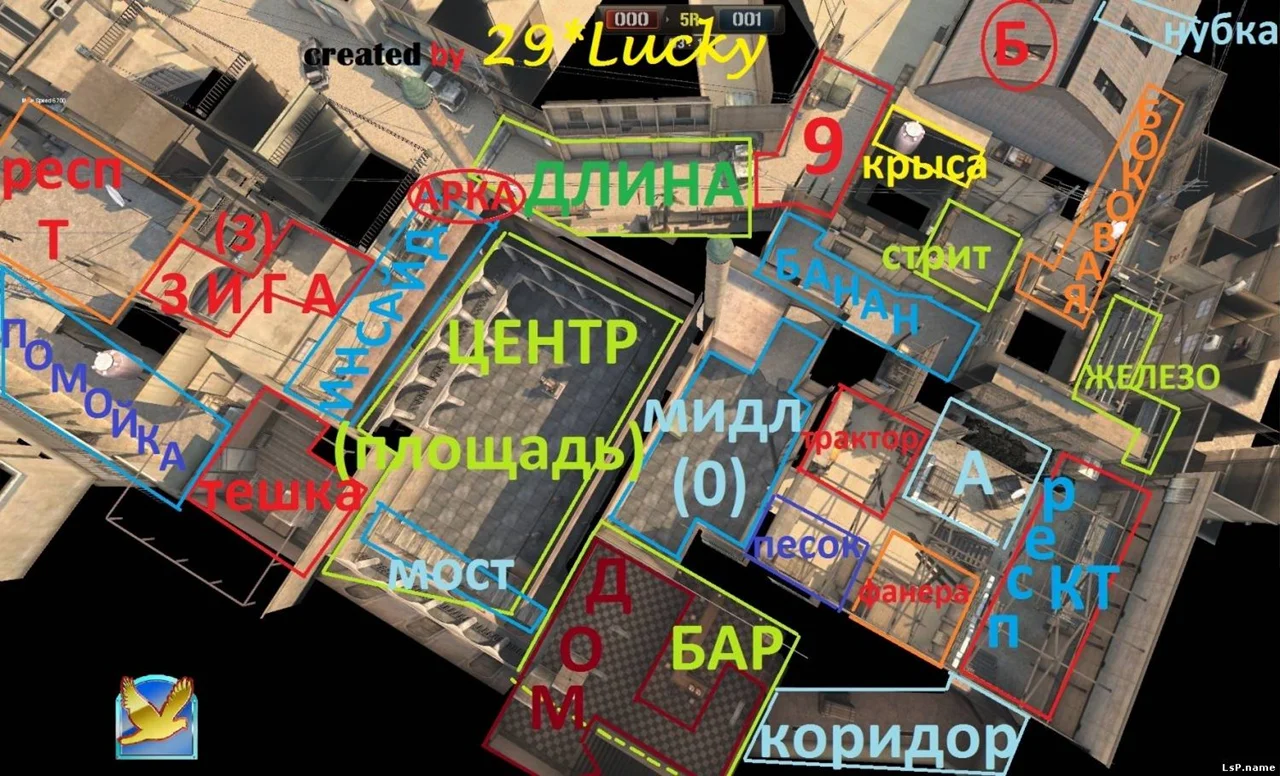 000 5R 001
created by 29*Lucky
Б
нубка
респ
Т
(3)
ЗИГА
АРКА
ДЛИНА
9
крыса
БОКОВАЯ
ИНСАЙД
БАНАН
стрит
ПОМОЙКА
ЦЕНТР
(площадь)
мидл
(0)
ЖЕЛЕЗО
трактор
А
тешка
респ
КТ
песок
фанера
мост
ДОМ
БАР
коридор
LsP.name